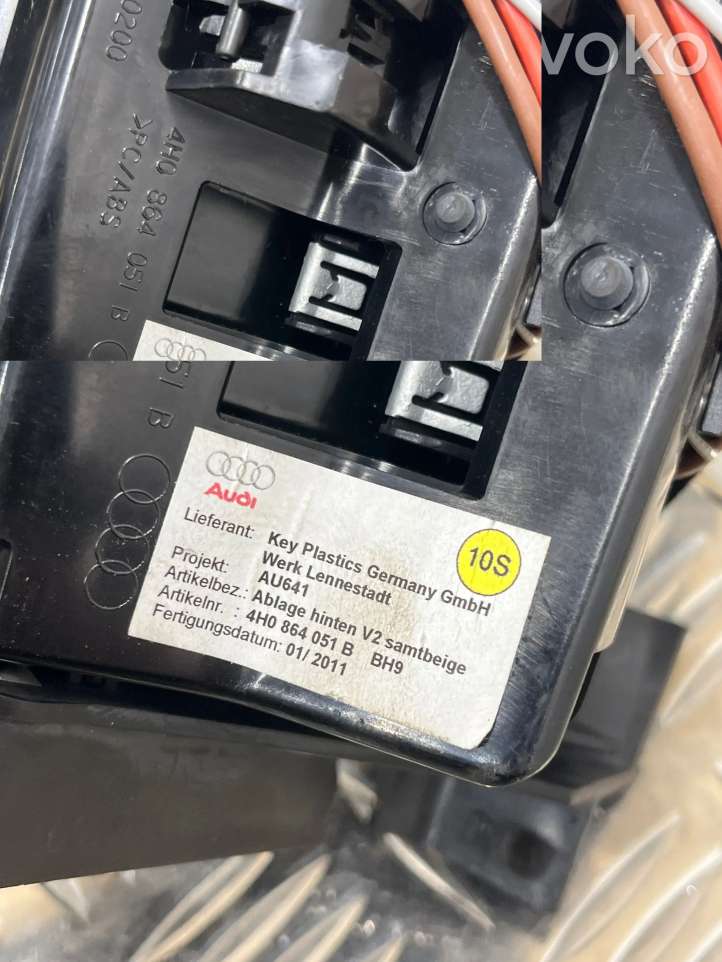 voko
0200
4H0 864 051 B
>PC/ABS
051 B
Audi
10S
Lieferant: Key Plastics Germany GmbH
Werk Lennestadt
Projekt: AU641
Artikelbez.: Ablage hinten V2 samtbeige
Artikelnr. : 4H0 864 051 B BH9
Fertigungsdatum: 01/ 2011